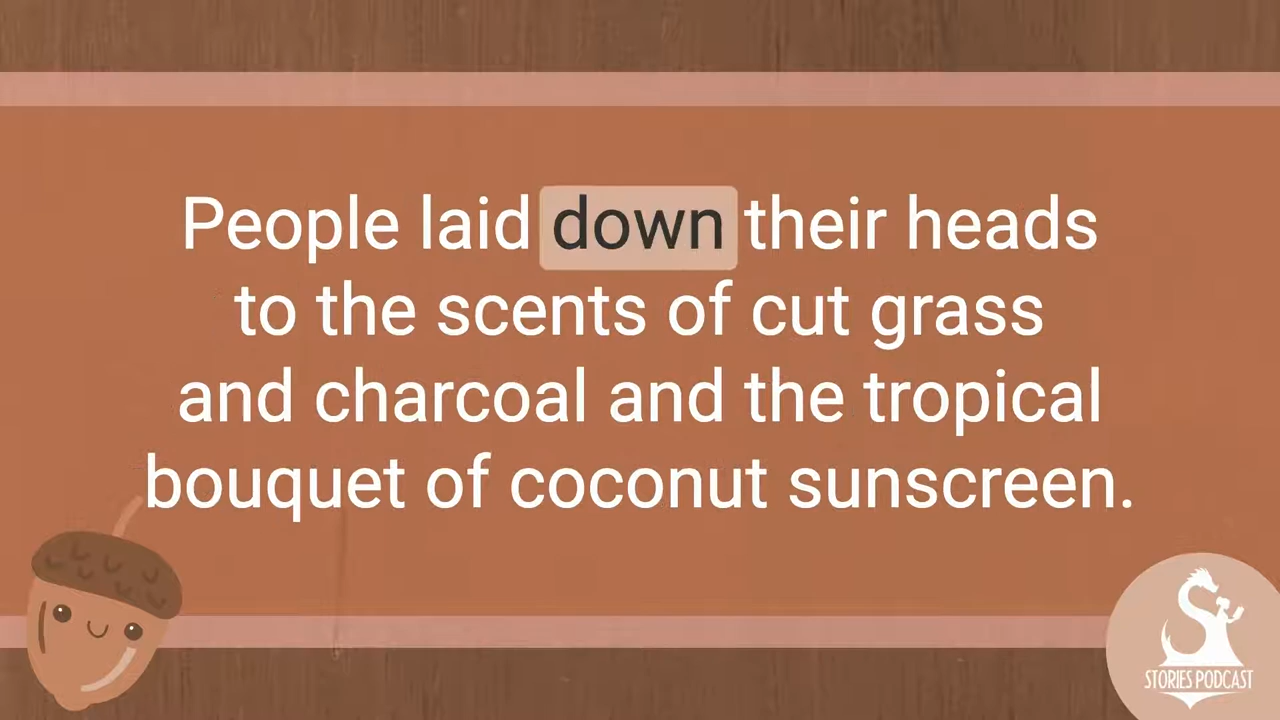 People laid down their heads
to the scents of cut grass
and charcoal and the tropical
bouquet of coconut sunscreen.
STORIES PODCAST